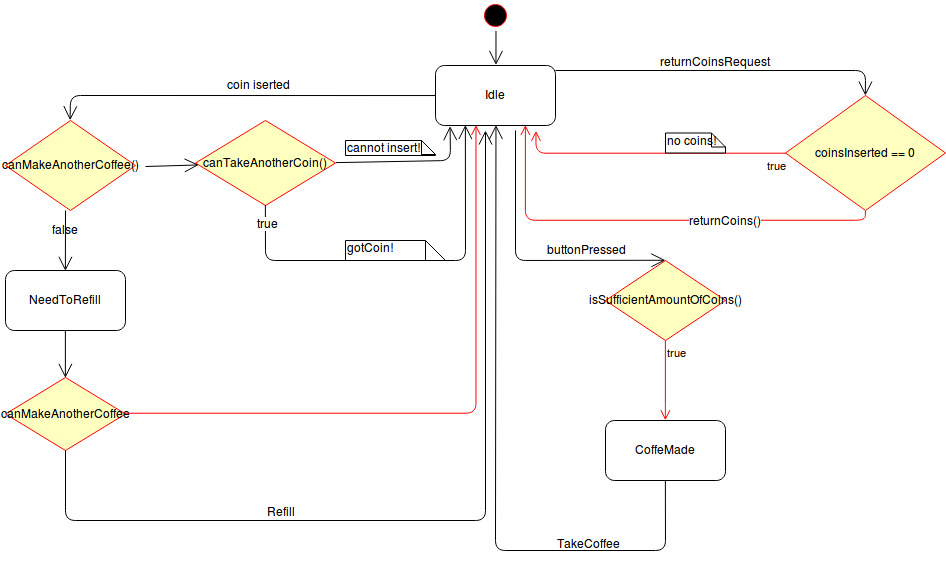 returnCoinsRequest
coin iserted
Idle
cannot insert!
no coins!
canMakeAnotherCoffee()
canTakeAnotherCoin()
coinsInserted == 0
true
true
returnCoins()
false
gotCoin!
buttonPressed
NeedToRefill
isSufficientAmountOfCoins()
true
canMakeAnotherCoffee
CoffeMade
Refill
TakeCoffee